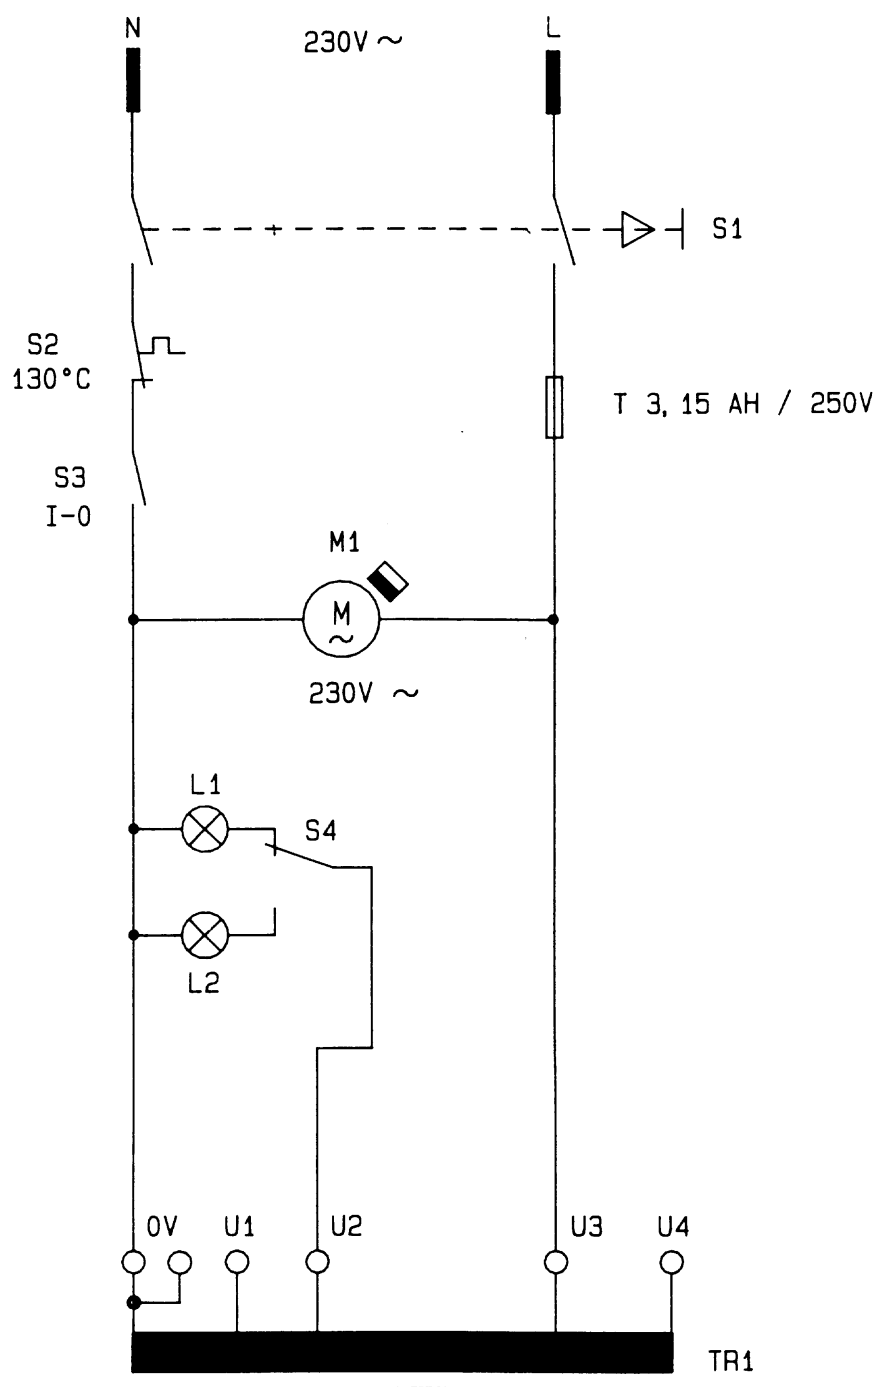 N
230V ~
L
S1
S2
130°C
T 3,15 AH / 250V
S3
I-0
M1
M
~
230V ~
L1
S4
L2
0V
U1
U2
U3
U4
TR1